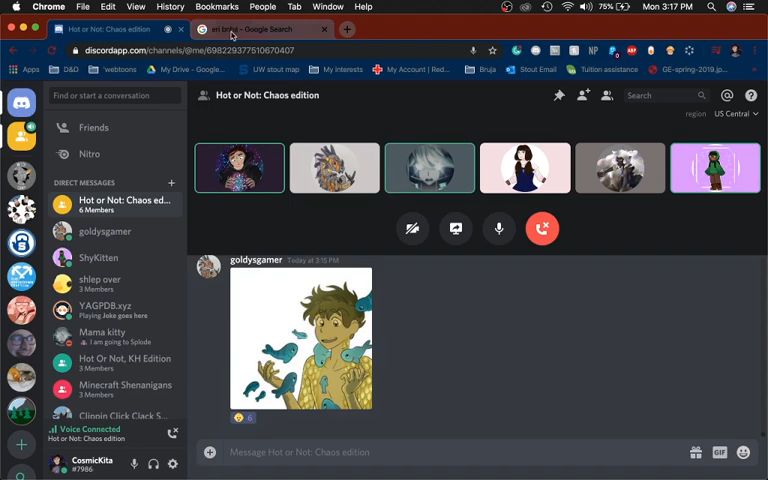 Chrome File Edit View History Bookmarks People Tab Window Help 75% Mon 3:17 PM
Hot or Not: Chaos edition
- Google Search
discordapp.com/channels/@me/698229377510670407
Apps D&D 'webtoons My Drive - Google... UW stout map My interests My Account | Red... Bruja Stout Email Tuition assistance GE-spring-2019.jp...
Find or start a conversation
Hot or Not: Chaos edition
Search
region US Central
Friends
Nitro
DIRECT MESSAGES
Hot or Not: Chaos ed...
6 Members
goldysgamer
ShyKitten
shlep over
3 Members
YAGPDB.xyz
Playing Joke goes here
Mama kitty
I am going to Splode
Hot Or Not, KH Edition
3 Members
Minecraft Shenanigans
3 Members
Clippin Click Clack S...
Voice Connected
Hot or Not: Chaos edition
CosmicKita
#7986
goldysgamer Today at 3:15 PM
6
Message Hot or Not: Chaos edition
GIF